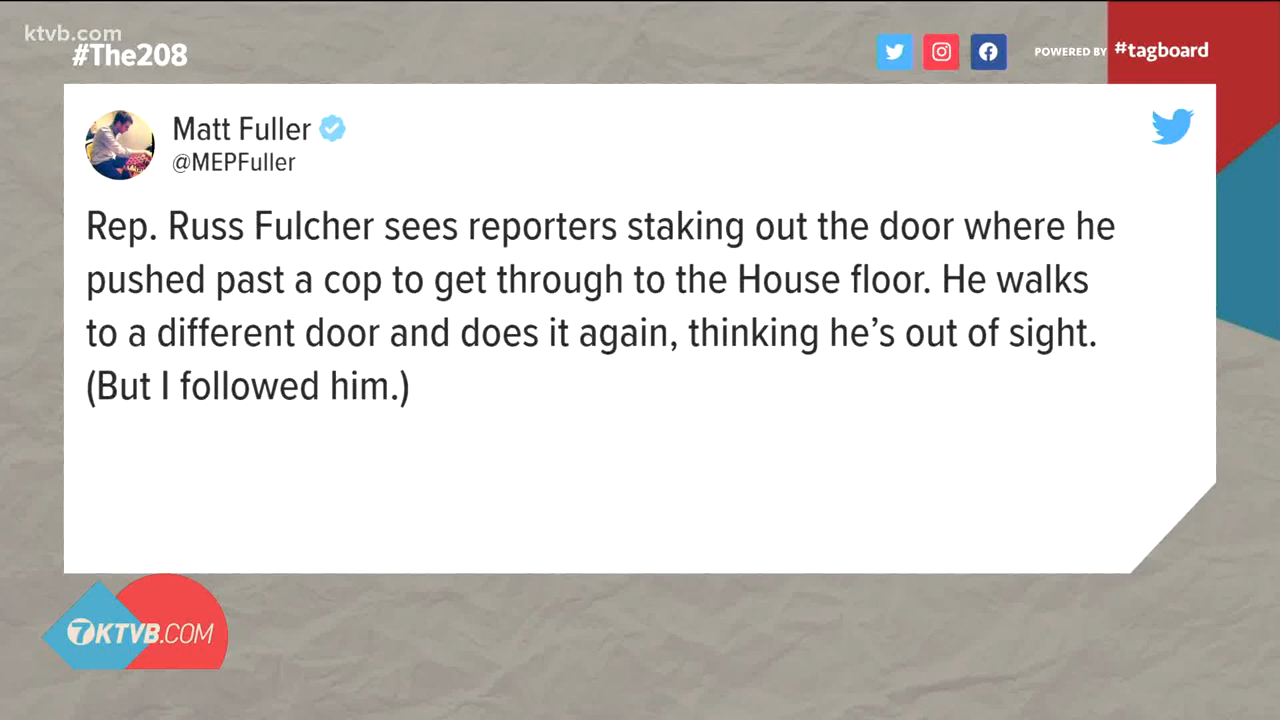 ktvb.com
#The208
POWERED BY #tagboard
Matt Fuller
@MEPFuller
Rep. Russ Fulcher sees reporters staking out the door where he
pushed past a cop to get through to the House floor. He walks
to a different door and does it again, thinking he’s out of sight.
(But I followed him.)
7KTVB.COM